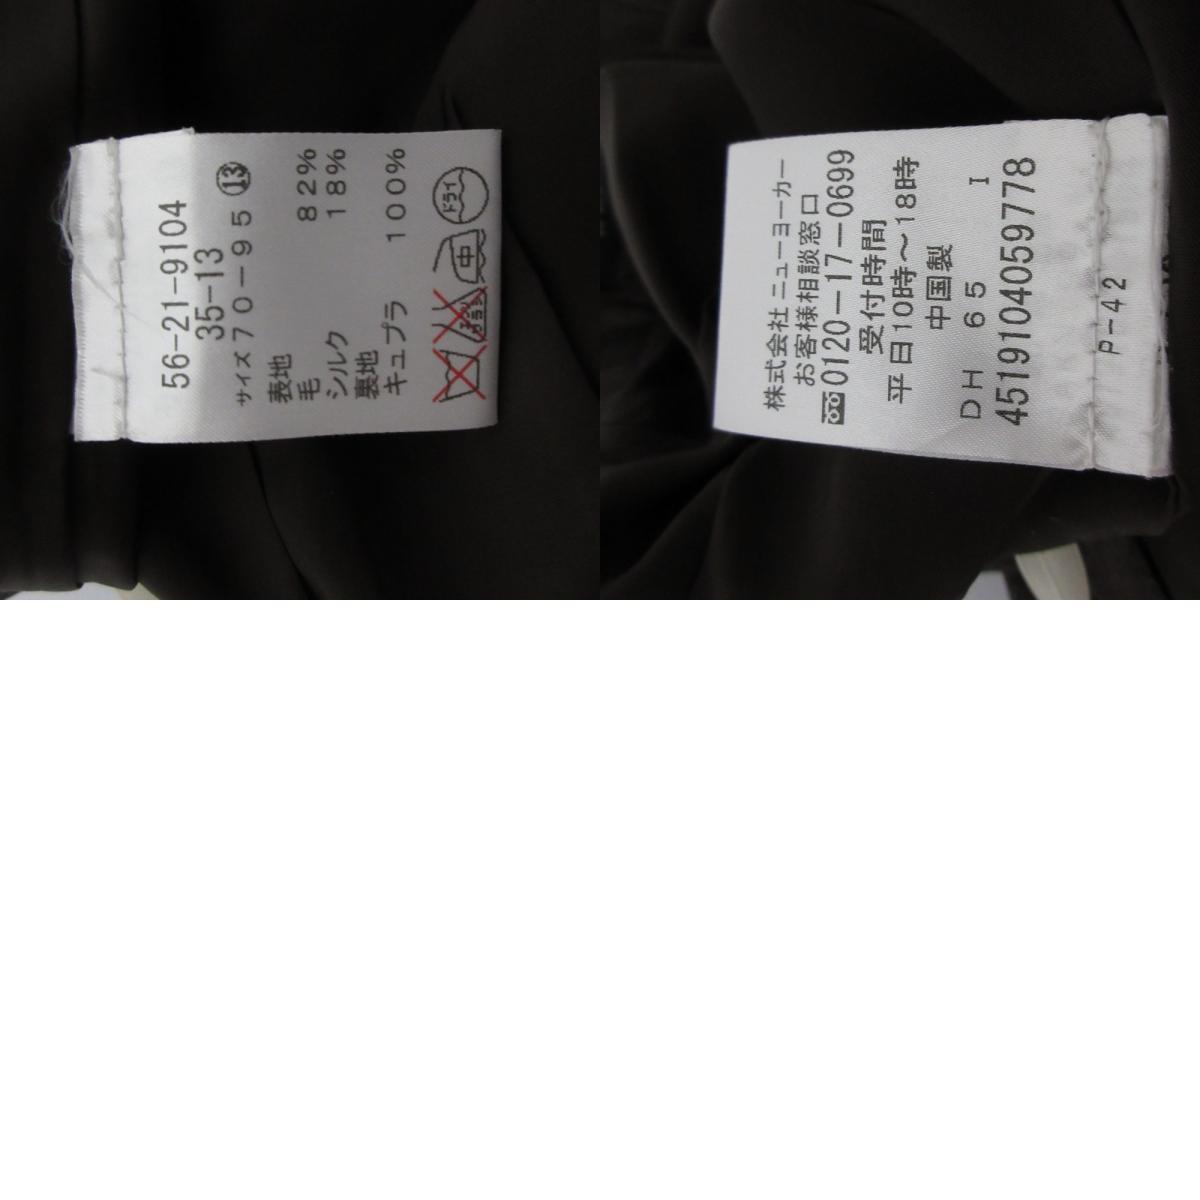 56-21-9104
35-13
サイズ70-95⑬
表地
毛 82%
シルク 18%
裏地
キュプラ 100%
中 ドライ
株式会社 ニューヨーカー
お客様相談窓口
0120-17-0699
受付時間
平日10時～18時
中国製
DH 65 I
4519104059778
P-42